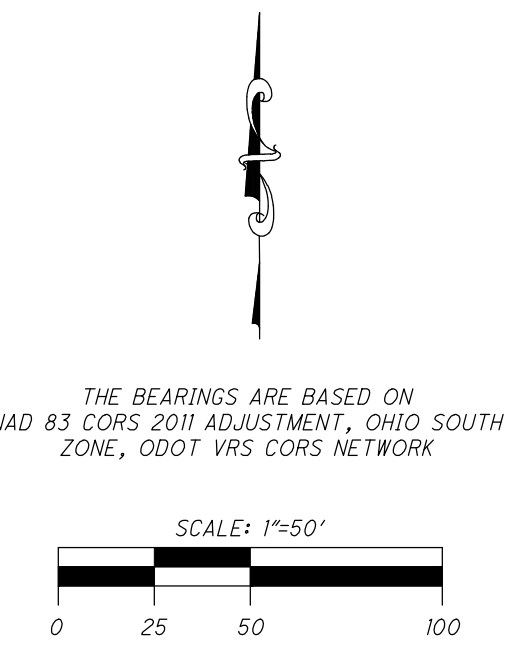 THE BEARINGS ARE BASED ON
NAD 83 CORS 2011 ADJUSTMENT, OHIO SOUTH
ZONE, ODOT VRS CORS NETWORK
SCALE: 1"=50'
0 25 50 100